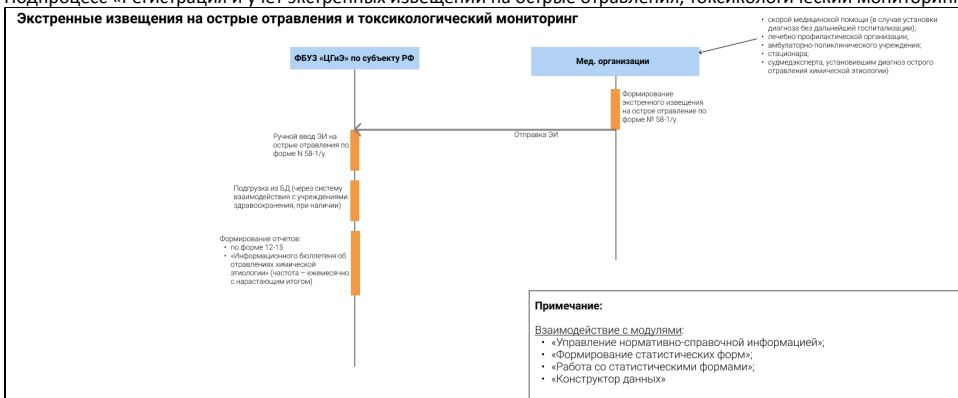 Подпроцесс «Регистрация и учет экстренных извещений на острые отравления, токсикологический мониторинг
Экстренные извещения на острые отравления и токсикологический мониторинг
• скорой медицинской помощи (в случае установки
диагноза без дальнейшей госпитализации);
• лечебно-профилактической организации;
• амбулаторно-поликлинического учреждения;
• стационара;
• судмедэксперта, установившим диагноз острого
отравления химической этиологии)
ФБУЗ «ЦГиЭ» по субъекту РФ
Мед. организации
Формирование
экстренного извещения
на острое отравление по
форме № 58-1/у
Отправка ЭИ
Ручной ввод ЭИ на
острые отравления по
форме N 58-1/у.
Подгрузка из БД (через систему
взаимодействия с учреждениями
здравоохранения, при наличии)
Формирование отчетов:
• по форме 12-15
• «Информационного бюллетеня об
отравлениях химической
этиологии» (частота – ежемесячно
с нарастающим итогом)
Примечание:
Взаимодействие с модулями:
• «Управление нормативно-справочной информацией»;
• «Формирование статистических форм»;
• «Работа со статистическими формами»;
• «Конструктор данных»